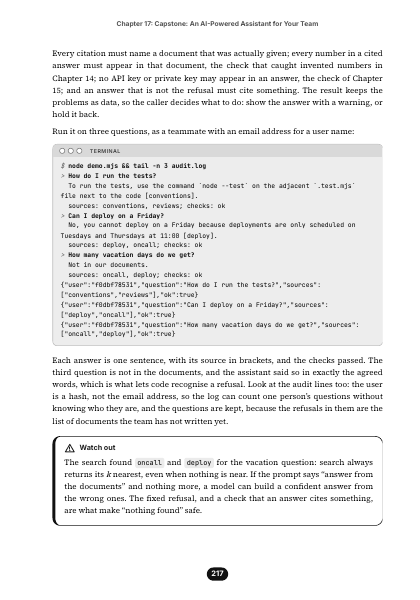 Chapter 17: Capstone: An AI-Powered Assistant for Your Team
Every citation must name a document that was actually given; every number in a cited
answer must appear in that document, the check that caught invented numbers in
Chapter 14; no API key or private key may appear in an answer, the check of Chapter
15; and an answer that is not the refusal must cite something. The result keeps the
problems as data, so the caller decides what to do: show the answer with a warning, or
hold it back.
Run it on three questions, as a teammate with an email address for a user name:
TERMINAL
$ node demo.mjs && tail -n 3 audit.log
> How do I run the tests?
To run the tests, use the command `node --test` on the adjacent `.test.mjs`
file next to the code [conventions].
sources: conventions, reviews; checks: ok
> Can I deploy on a Friday?
No, you cannot deploy on a Friday because deployments are only scheduled on
Tuesdays and Thursdays at 11:00 [deploy].
sources: deploy, oncall; checks: ok
> How many vacation days do we get?
Not in our documents.
sources: oncall, deploy; checks: ok
{"user":"f0dbf78531","question":"How do I run the tests?","sources":
["conventions","reviews"],"ok":true}
{"user":"f0dbf78531","question":"Can I deploy on a Friday?","sources":
["deploy","oncall"],"ok":true}
{"user":"f0dbf78531","question":"How many vacation days do we get?","sources":
["oncall","deploy"],"ok":true}
Each answer is one sentence, with its source in brackets, and the checks passed. The
third question is not in the documents, and the assistant said so in exactly the agreed
words, which is what lets code recognise a refusal. Look at the audit lines too: the user
is a hash, not the email address, so the log can count one person's questions without
knowing who they are, and the questions are kept, because the refusals in them are the
list of documents the team has not written yet.
Watch out
The search found oncall and deploy for the vacation question: search always
returns its k nearest, even when nothing is near. If the prompt says "answer from
the documents" and nothing more, a model can build a confident answer from
the wrong ones. The fixed refusal, and a check that an answer cites something,
are what make "nothing found" safe.
217